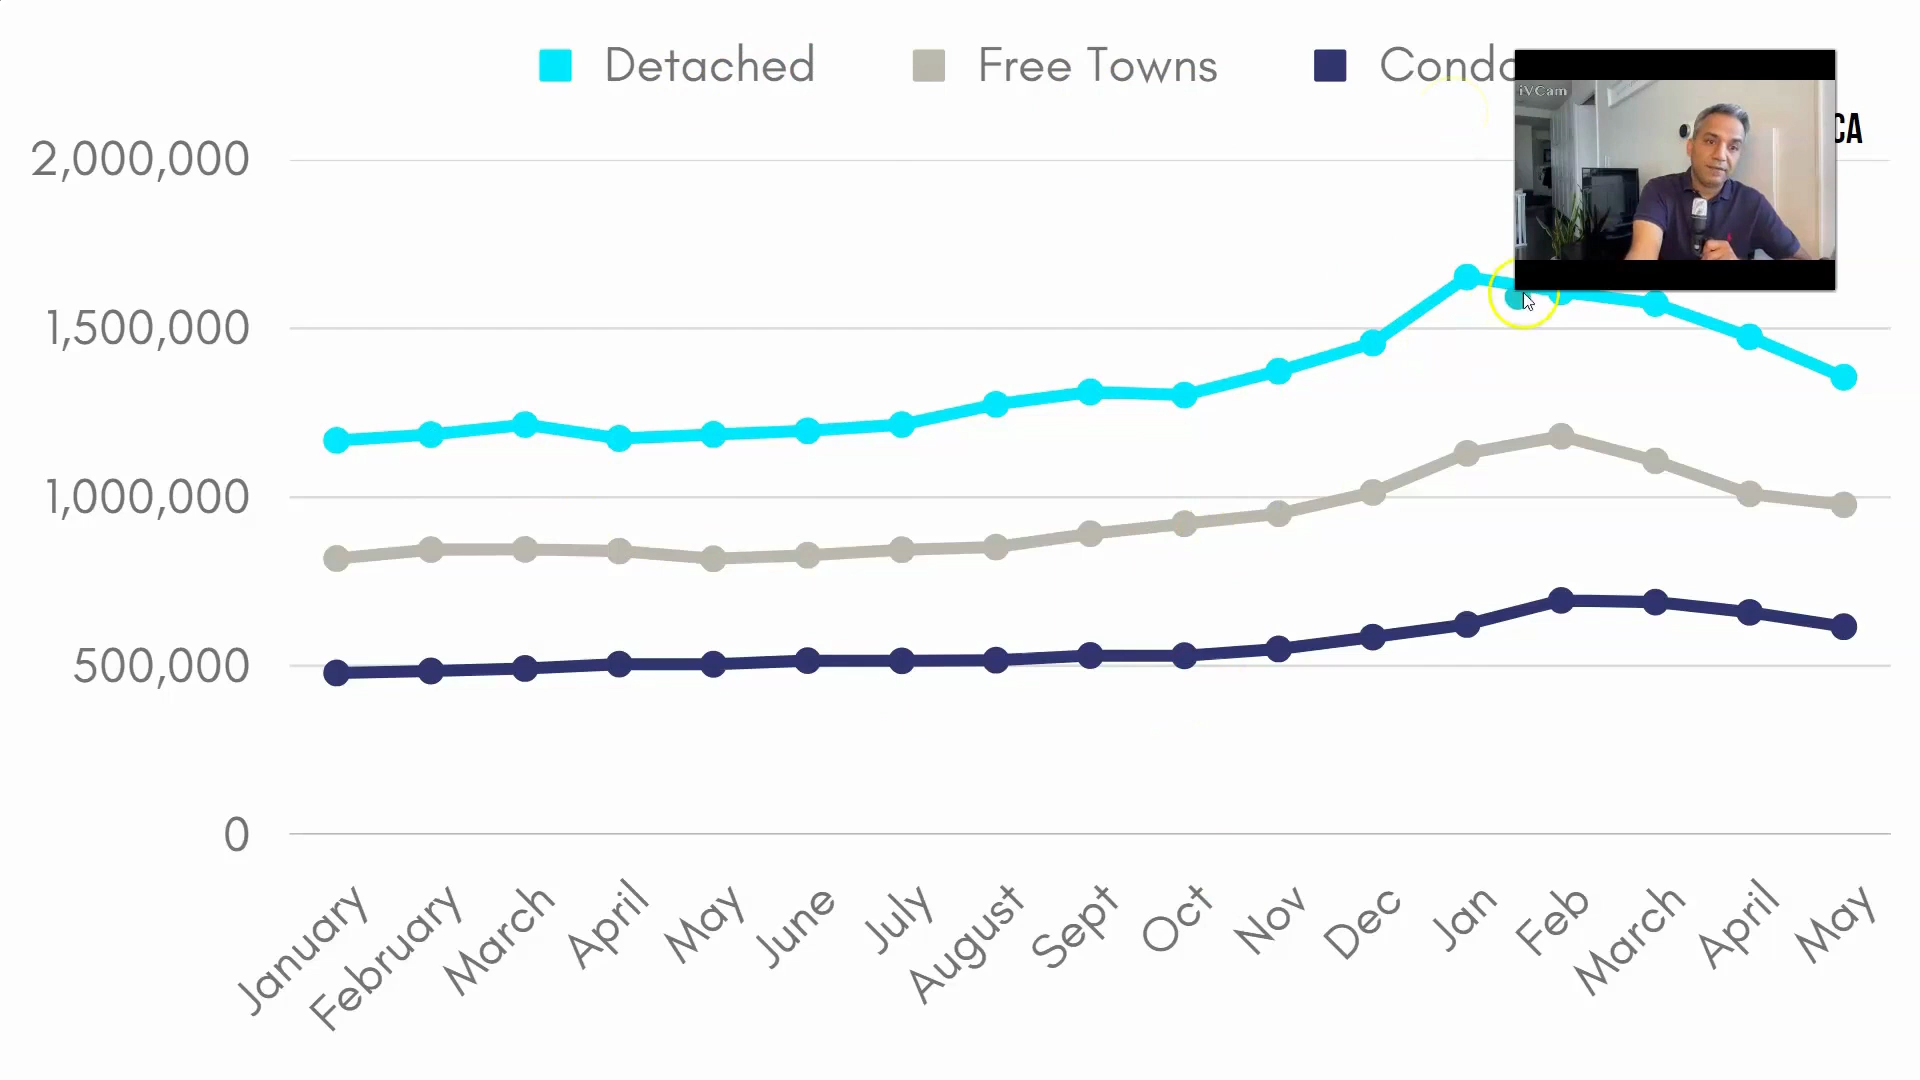 Detached Free Towns
iVCam
CA
2,000,000
1,500,000
1,000,000
500,000
0
January February March April May June July August Sept Oct Nov Dec Jan Feb March April May